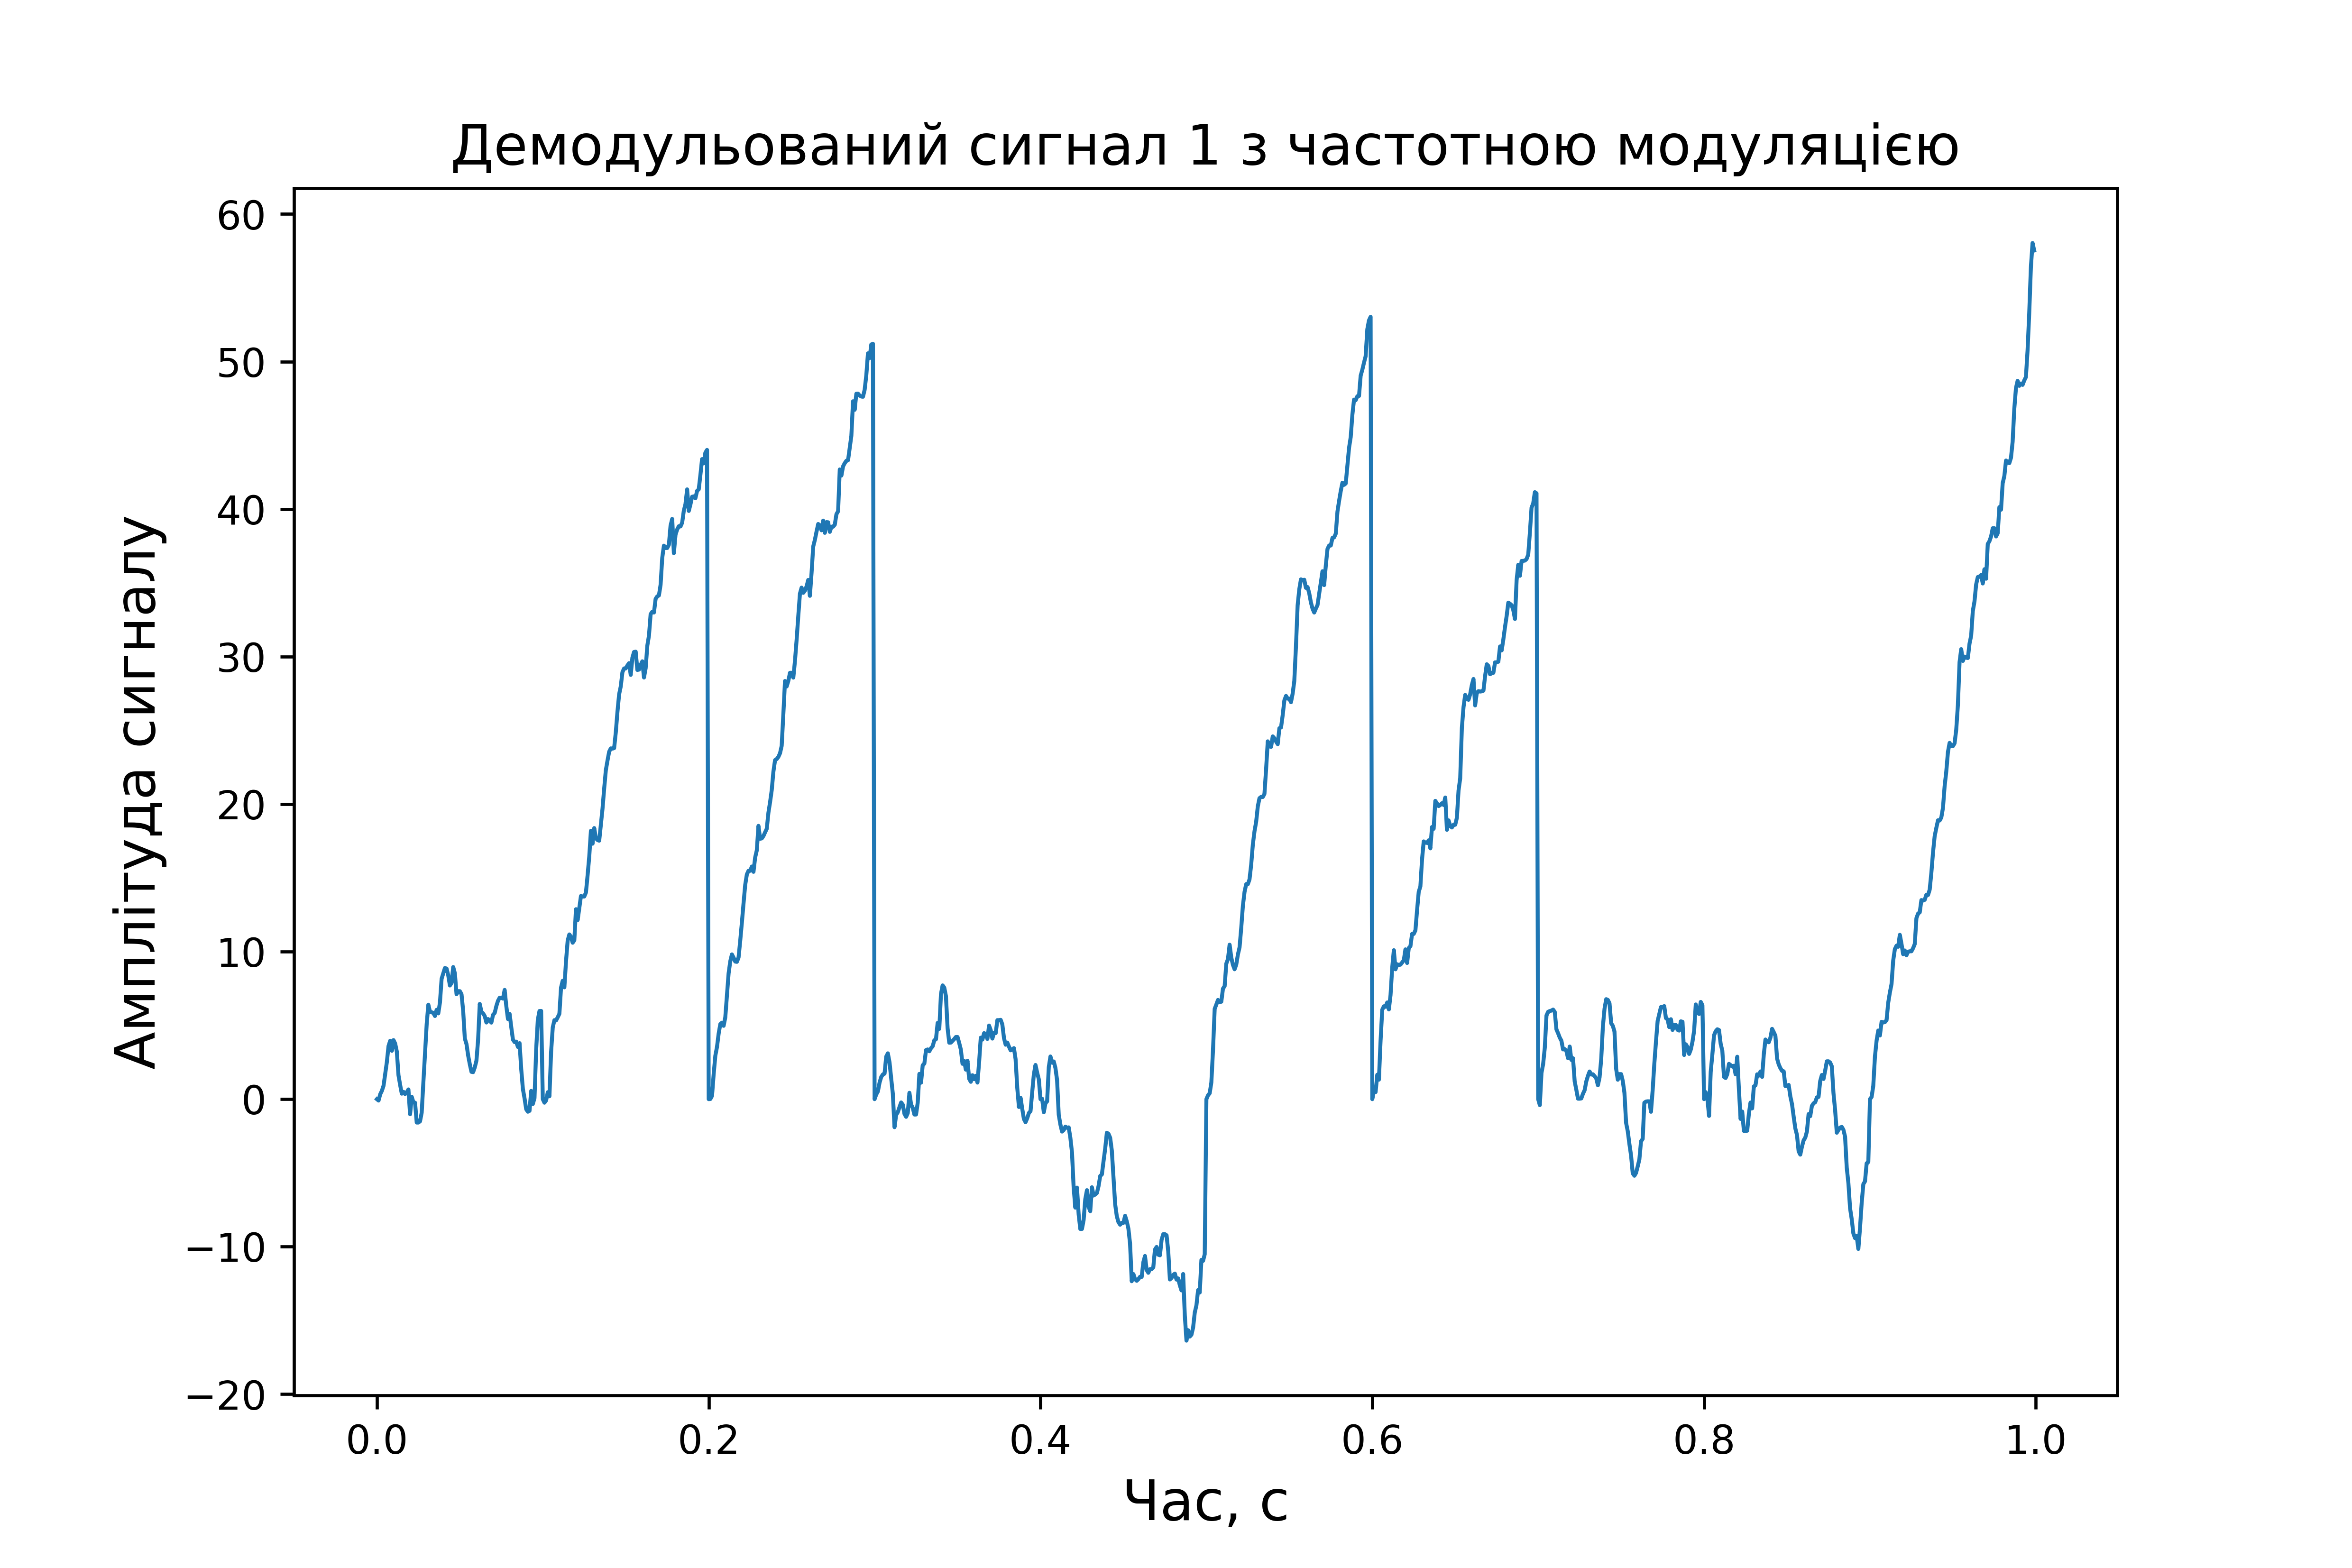 Демодульований сигнал 1 з частотною модуляцією
60
50
40
30
20
10
0
−10
−20
Амплітуда сигналу
0.0 0.2 0.4 0.6 0.8 1.0
Час, с